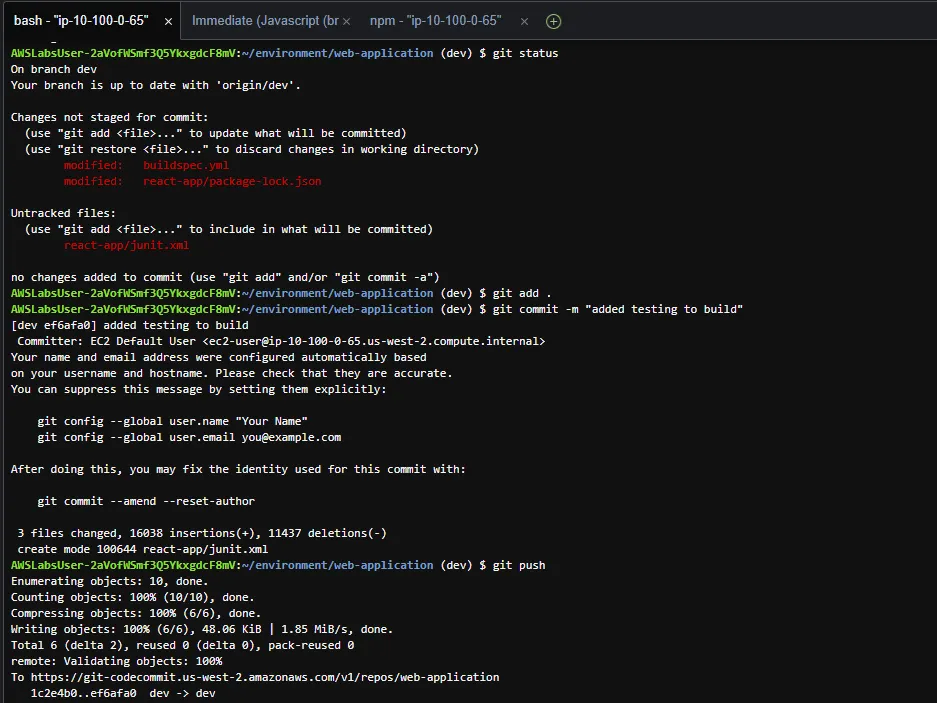 bash - "ip-10-100-0-65" × Immediate (Javascript (br × npm - "ip-10-100-0-65" ×
AWSLabsUser-2aVofWSmf3Q5YkxgdcF8mV:~/environment/web-application (dev) $ git status
On branch dev
Your branch is up to date with 'origin/dev'.
Changes not staged for commit:
(use "git add <file>..." to update what will be committed)
(use "git restore <file>..." to discard changes in working directory)
modified: buildspec.yml
modified: react-app/package-lock.json
Untracked files:
(use "git add <file>..." to include in what will be committed)
react-app/junit.xml
no changes added to commit (use "git add" and/or "git commit -a")
AWSLabsUser-2aVofWSmf3Q5YkxgdcF8mV:~/environment/web-application (dev) $ git add .
AWSLabsUser-2aVofWSmf3Q5YkxgdcF8mV:~/environment/web-application (dev) $ git commit -m "added testing to build"
[dev ef6afa0] added testing to build
Committer: EC2 Default User <ec2-user@ip-10-100-0-65.us-west-2.compute.internal>
Your name and email address were configured automatically based
on your username and hostname. Please check that they are accurate.
You can suppress this message by setting them explicitly:
git config --global user.name "Your Name"
git config --global user.email you@example.com
After doing this, you may fix the identity used for this commit with:
git commit --amend --reset-author
3 files changed, 16038 insertions(+), 11437 deletions(-)
create mode 100644 react-app/junit.xml
AWSLabsUser-2aVofWSmf3Q5YkxgdcF8mV:~/environment/web-application (dev) $ git push
Enumerating objects: 10, done.
Counting objects: 100% (10/10), done.
Compressing objects: 100% (6/6), done.
Writing objects: 100% (6/6), 48.06 KiB | 1.85 MiB/s, done.
Total 6 (delta 2), reused 0 (delta 0), pack-reused 0
remote: Validating objects: 100%
To https://git-codecommit.us-west-2.amazonaws.com/v1/repos/web-application
1c2e4b0..ef6afa0 dev -> dev